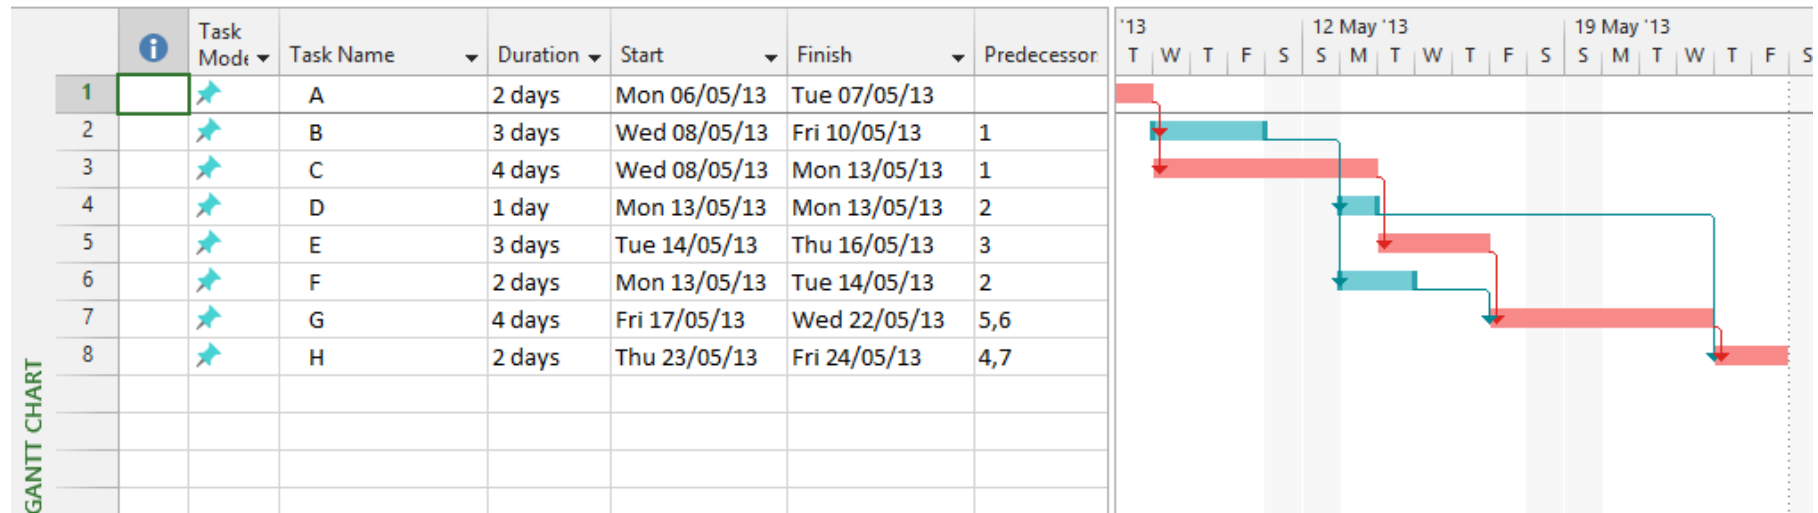 Task Mode Task Name Duration Start Finish Predecessor
'13 12 May '13 19 May '13
T W T F S S M T W T F S S M T W T F S
1 A 2 days Mon 06/05/13 Tue 07/05/13
2 B 3 days Wed 08/05/13 Fri 10/05/13 1
3 C 4 days Wed 08/05/13 Mon 13/05/13 1
4 D 1 day Mon 13/05/13 Mon 13/05/13 2
5 E 3 days Tue 14/05/13 Thu 16/05/13 3
6 F 2 days Mon 13/05/13 Tue 14/05/13 2
7 G 4 days Fri 17/05/13 Wed 22/05/13 5,6
8 H 2 days Thu 23/05/13 Fri 24/05/13 4,7
GANTT CHART